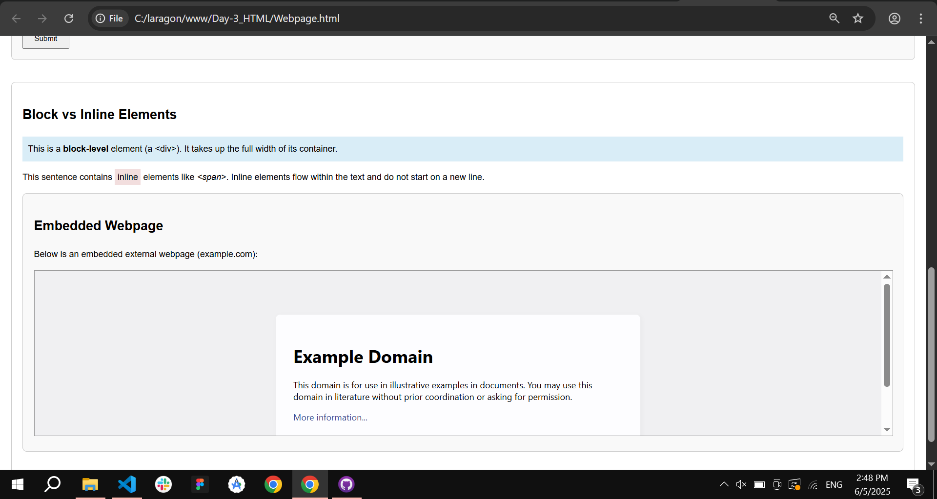 File C:/laragon/www/Day-3_HTML/Webpage.html
Submit
Block vs Inline Elements
This is a block-level element (a <div>). It takes up the full width of its container.
This sentence contains inline elements like <span>. Inline elements flow within the text and do not start on a new line.
Embedded Webpage
Below is an embedded external webpage (example.com):
Example Domain
This domain is for use in illustrative examples in documents. You may use this
domain in literature without prior coordination or asking for permission.
More information...
ENG
2:48 PM
6/5/2025
3